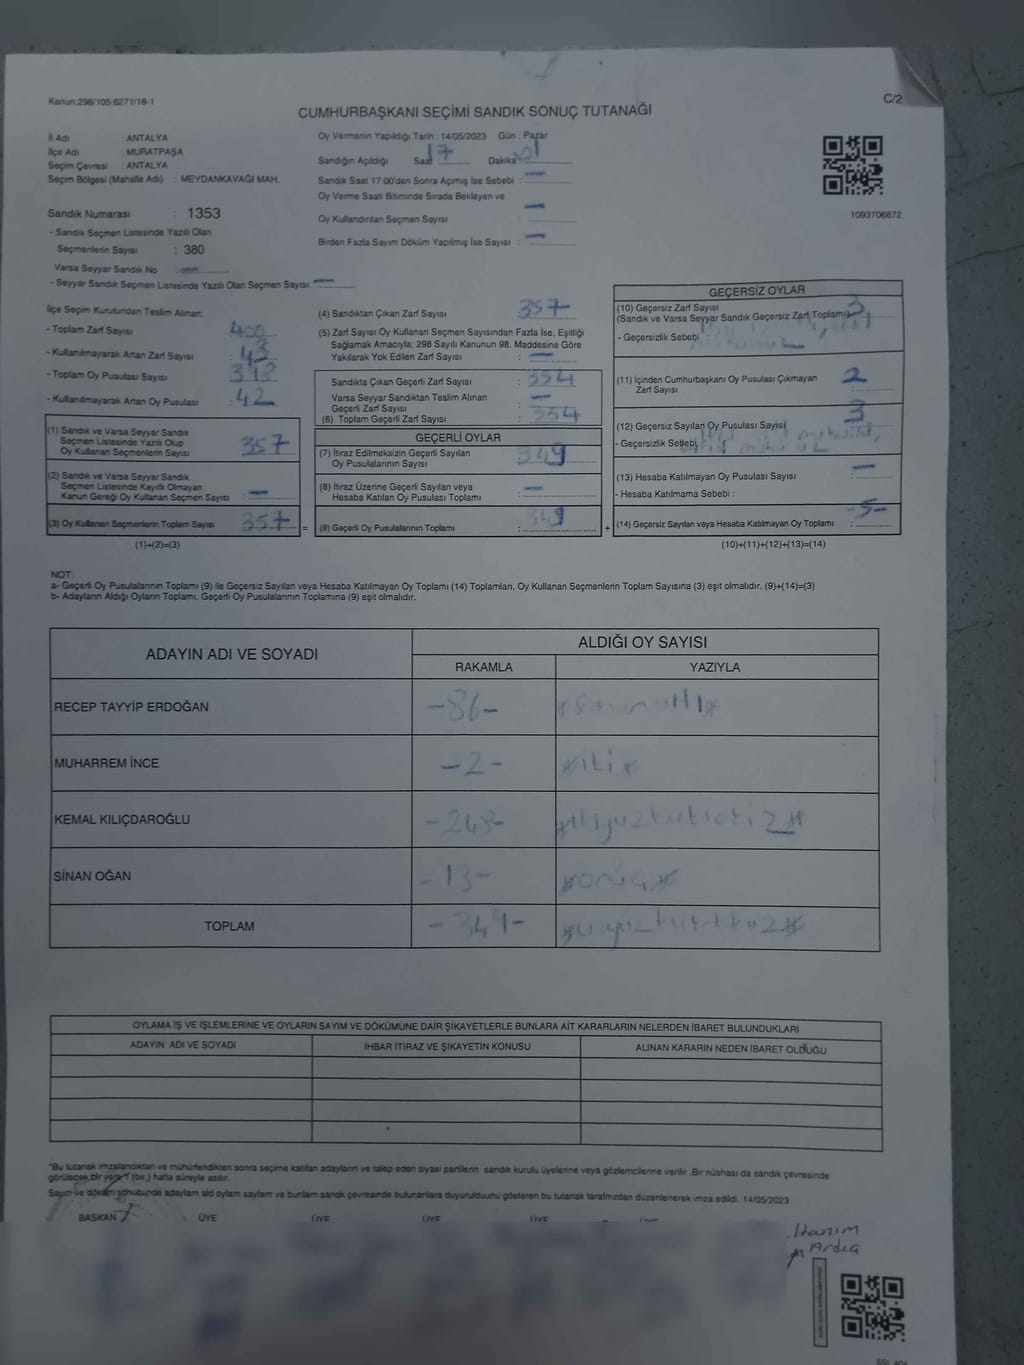 Kanun:298/105:6271/18-1
C/2
CUMHURBAŞKANI SEÇİMİ SANDIK SONUÇ TUTANAĞI
İl Adı : ANTALYA
İlçe Adı : MURATPAŞA
Seçim Çevresi : ANTALYA
Seçim Bölgesi (Mahalle Adı) : MEYDANKAVAĞI MAH.
Sandık Numarası : 1353
- Sandık Seçmen Listesinde Yazılı Olan
Seçmenlerin Sayısı : 380
Varsa Seyyar Sandık No —
- Seyyar Sandık Seçmen Listesinde Yazılı Olan Seçmen Sayısı: —
Oy Vermenin Yapıldığı Tarih : 14/05/2023 Gün : Pazar
Sandığın Açıldığı Saat 17 Dakika 01
Sandık Saat 17:00'den Sonra Açımış İse Sebebi : —
Oy Verme Saati Bitiminde Sırada Bekleyen ve
Oy Kullandırılan Seçmen Sayısı : —
Birden Fazla Sayım Döküm Yapılmış İse Sayısı : —
1093706872
İlçe Seçim Kurulundan Teslim Alınan:
- Toplam Zarf Sayısı : 400
- Kullanılmayarak Artan Zarf Sayısı : 43
- Toplam Oy Pusulası Sayısı :
- Kullanılmayarak Artan Oy Pusulası : 42
(1) Sandık ve Varsa Seyyar Sandık
Seçmen Listesinde Yazılı Olup
Oy Kullanan Seçmenlerin Sayısı : 357
(2) Sandık ve Varsa Seyyar Sandık
Seçmen Listesinde Kayıtlı Olmayan
Kanun Gereği Oy Kullanan Seçmen Sayısı : —
(3) Oy Kullanan Seçmenlerin Toplam Sayısı : 357
(1)+(2)=(3)
=
(4) Sandıktan Çıkan Zarf Sayısı : 357
(5) Zarf Sayısı Oy Kullanan Seçmen Sayısından Fazla İse, Eşitliği
Sağlamak Amacıyla; 298 Sayılı Kanunun 98. Maddesine Göre
Yakılarak Yok Edilen Zarf Sayısı : —
Sandıkta Çıkan Geçerli Zarf Sayısı : 354
Varsa Seyyar Sandıktan Teslim Alınan
Geçerli Zarf Sayısı : —
(6) Toplam Geçerli Zarf Sayısı : 354
GEÇERLİ OYLAR
(7) İtiraz Edilmeksizin Geçerli Sayılan
Oy Pusulalarının Sayısı : 349
(8) İtiraz Üzerine Geçerli Sayılan veya
Hesaba Katılan Oy Pusulası Toplamı : —
(9) Geçerli Oy Pusulalarının Toplamı : 349
+
GEÇERSİZ OYLAR
(10) Geçersiz Zarf Sayısı
(Sandık ve Varsa Seyyar Sandık Geçersiz Zarf Toplamı) 3
- Geçersizlik Sebebi
(11) İçinden Cumhurbaşkanı Oy Pusulası Çıkmayan
Zarf Sayısı : 2
(12) Geçersiz Sayılan Oy Pusulası Sayısı : 3
- Geçersizlik Sebebi
(13) Hesaba Katılmayan Oy Pusulası Sayısı : —
- Hesaba Katılmama Sebebi :
(14) Geçersiz Sayılan veya Hesaba Katılmayan Oy Toplamı : -5-
(10)+(11)+(12)+(13)=(14)
NOT:
a- Geçerli Oy Pusulalarının Toplamı (9) ile Geçersiz Sayılan veya Hesaba Katılmayan Oy Toplamı (14) Toplamları, Oy Kullanan Seçmenlerin Toplam Sayısına (3) eşit olmalıdır. (9)+(14)=(3)
b- Adayların Aldığı Oyların Toplamı, Geçerli Oy Pusulalarının Toplamına (9) eşit olmalıdır.
ADAYIN ADI VE SOYADI
ALDIĞI OY SAYISI
RAKAMLA YAZIYLA
RECEP TAYYİP ERDOĞAN -86-
MUHARREM İNCE -2- #iki#
KEMAL KILIÇDAROĞLU -248- #ikiyüzkırksekiz#
SİNAN OĞAN -13- #onüç#
TOPLAM -349-
OYLAMA İŞ VE İŞLEMLERİNE VE OYLARIN SAYIM VE DÖKÜMÜNE DAİR ŞİKAYETLERLE BUNLARA AİT KARARLARIN NELERDEN İBARET BULUNDUKLARI
ADAYIN ADI VE SOYADI İHBAR İTİRAZ VE ŞİKAYETİN KONUSU ALINAN KARARIN NEDEN İBARET OLDUĞU
"Bu tutanak imzalandıktan ve mühürlendikten sonra seçime katılan adayların ve talep eden siyasi partilerin sandık kurulu üyelerine veya gözlemcilerine verilir. Bir nüshası da sandık çevresinde
görülecek bir yere 1 (bir.) hafta süreyle asılır.
Sayım ve döküm sonubunda adaylam ald oylam saylam ve bunlam sandık çevresinde bulunanlara duyurulduunu gösteren bu tutanak tarafmzdan düzenlenerek imza edildi. 14/05/2023
BAŞKAN ÜYE ÜYE ÜYE ÜYE ÜYE
Hanım
Arda